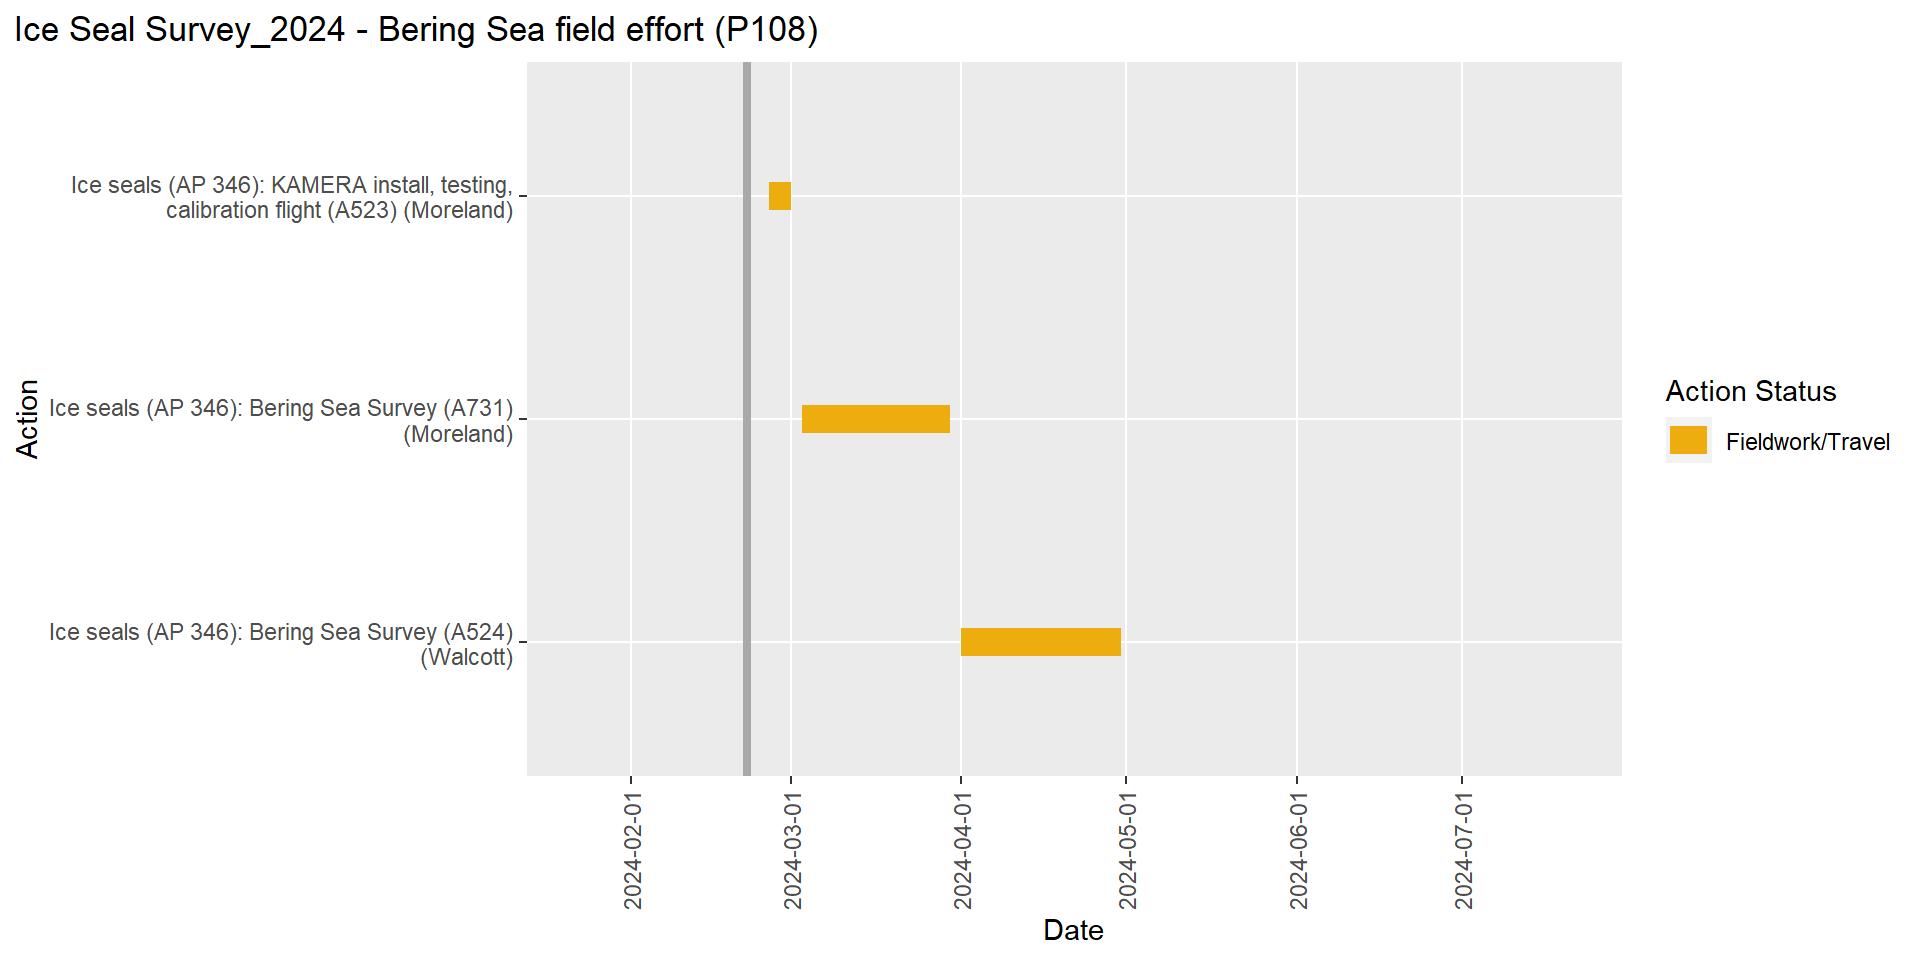 Ice Seal Survey_2024 - Bering Sea field effort (P108)
Action
Ice seals (AP 346): KAMERA install, testing,
calibration flight (A523) (Moreland)
Ice seals (AP 346): Bering Sea Survey (A731)
(Moreland)
Ice seals (AP 346): Bering Sea Survey (A524)
(Walcott)
2024-02-01
2024-03-01
2024-04-01
2024-05-01
2024-06-01
2024-07-01
Date
Action Status
Fieldwork/Travel